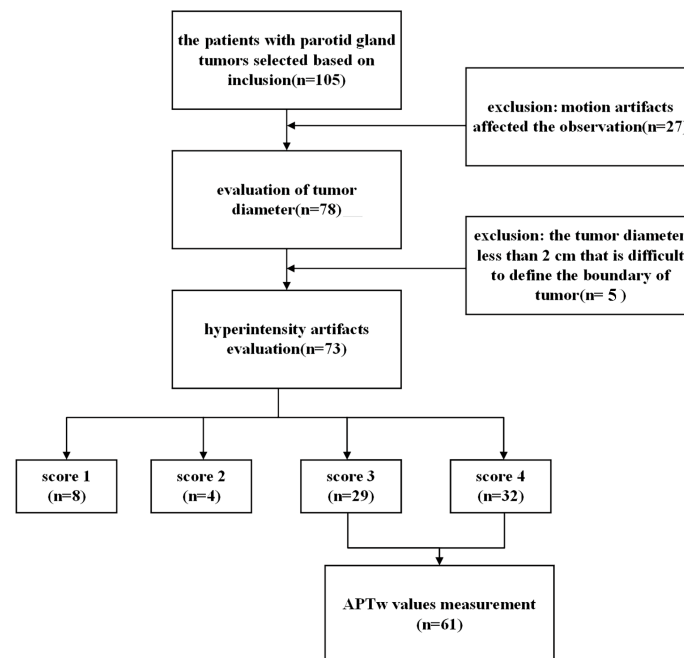 the patients with parotid gland
tumors selected based on
inclusion(n=105)
exclusion: motion artifacts
affected the observation(n=27)
evaluation of tumor
diameter(n=78)
exclusion: the tumor diameter
less than 2 cm that is difficult
to define the boundary of
tumor(n= 5 )
hyperintensity artifacts
evaluation(n=73)
score 1
(n=8)
score 2
(n=4)
score 3
(n=29)
score 4
(n=32)
APTw values measurement
(n=61)